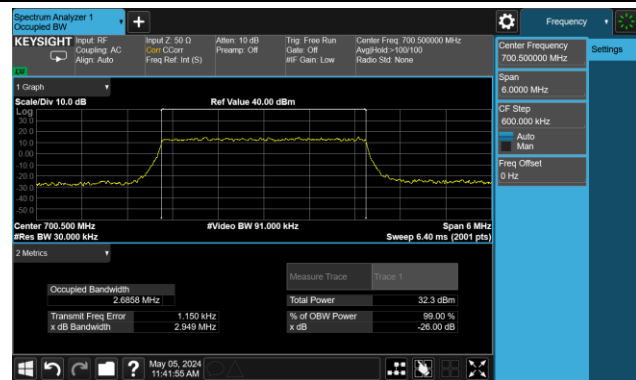 Spectrum Analyzer 1
Occupied BW
Frequency
KEYSIGHT
Input: RF
Coupling: AC
Align: Auto
Input Z: 50 Ω
Corr CCorr
Freq Ref: Int (S)
Atten: 10 dB
Preamp: Off
Trig: Free Run
Gate: Off
#IF Gain: Low
Center Freq: 700.500000 MHz
Avg|Hold:>100/100
Radio Std: None
Center Frequency
700.500000 MHz
Settings
Span
6.0000 MHz
CF Step
600.000 kHz
Auto
Man
Freq Offset
0 Hz
1 Graph
Scale/Div 10.0 dB
Ref Value 40.00 dBm
Log
30.0
20.0
10.0
0.00
-10.0
-20.0
-30.0
-40.0
-50.0
Center 700.500 MHz
#Video BW 91.000 kHz
Span 6 MHz
#Res BW 30.000 kHz
Sweep 6.40 ms (2001 pts)
2 Metrics
Measure Trace
Trace 1
Occupied Bandwidth
2.6858 MHz
Total Power
32.3 dBm
Transmit Freq Error
1.150 kHz
% of OBW Power
99.00 %
x dB Bandwidth
2.949 MHz
x dB
-26.00 dB
May 05, 2024
11:41:55 AM